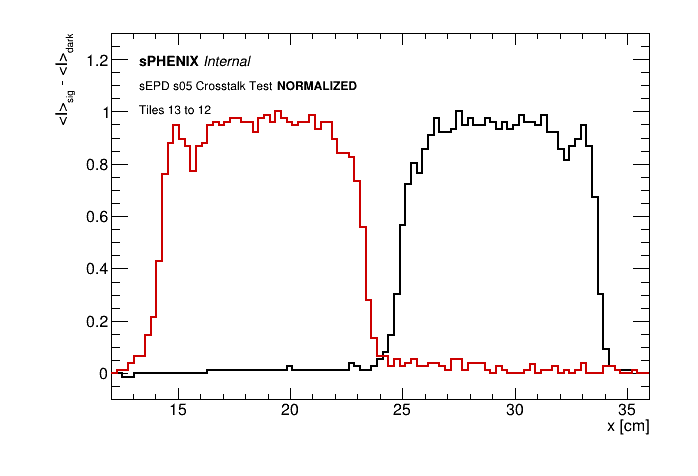 <I>sig - <I>dark
sPHENIX Internal
sEPD s05 Crosstalk Test NORMALIZED
Tiles 13 to 12
1.2
1
0.8
0.6
0.4
0.2
0
15 20 25 30 35
x [cm]